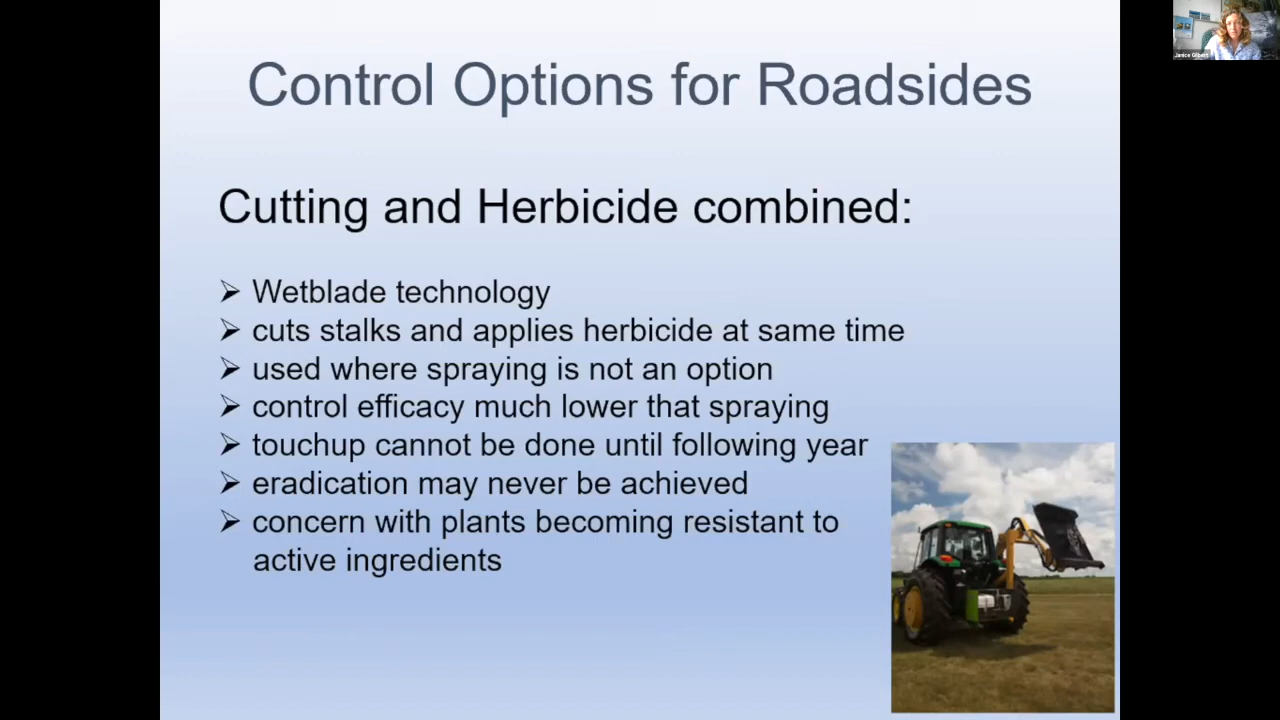 Control Options for Roadsides
Janice Gilbert
Cutting and Herbicide combined:
➢ Wetblade technology
➢ cuts stalks and applies herbicide at same time
➢ used where spraying is not an option
➢ control efficacy much lower that spraying
➢ touchup cannot be done until following year
➢ eradication may never be achieved
➢ concern with plants becoming resistant to
active ingredients